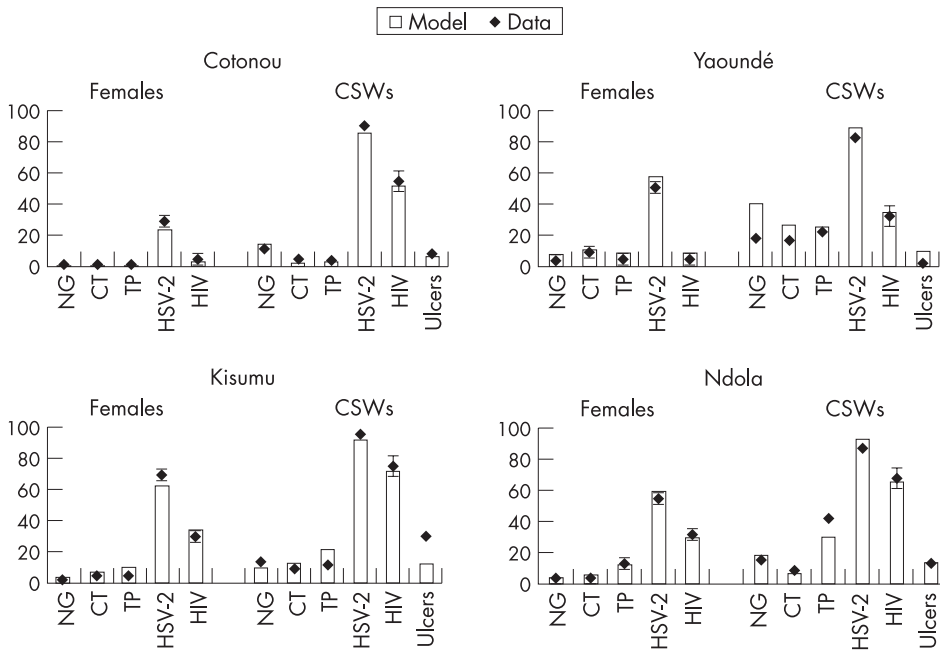 Model Data
Cotonou
Females CSWs
100
80
60
40
20
0
NG CT TP HSV-2 HIV NG CT TP HSV-2 HIV Ulcers
Yaoundé
Females CSWs
100
80
60
40
20
0
NG CT TP HSV-2 HIV NG CT TP HSV-2 HIV Ulcers
Kisumu
Females CSWs
100
80
60
40
20
0
NG CT TP HSV-2 HIV NG CT TP HSV-2 HIV Ulcers
Ndola
Females CSWs
100
80
60
40
20
0
NG CT TP HSV-2 HIV NG CT TP HSV-2 HIV Ulcers